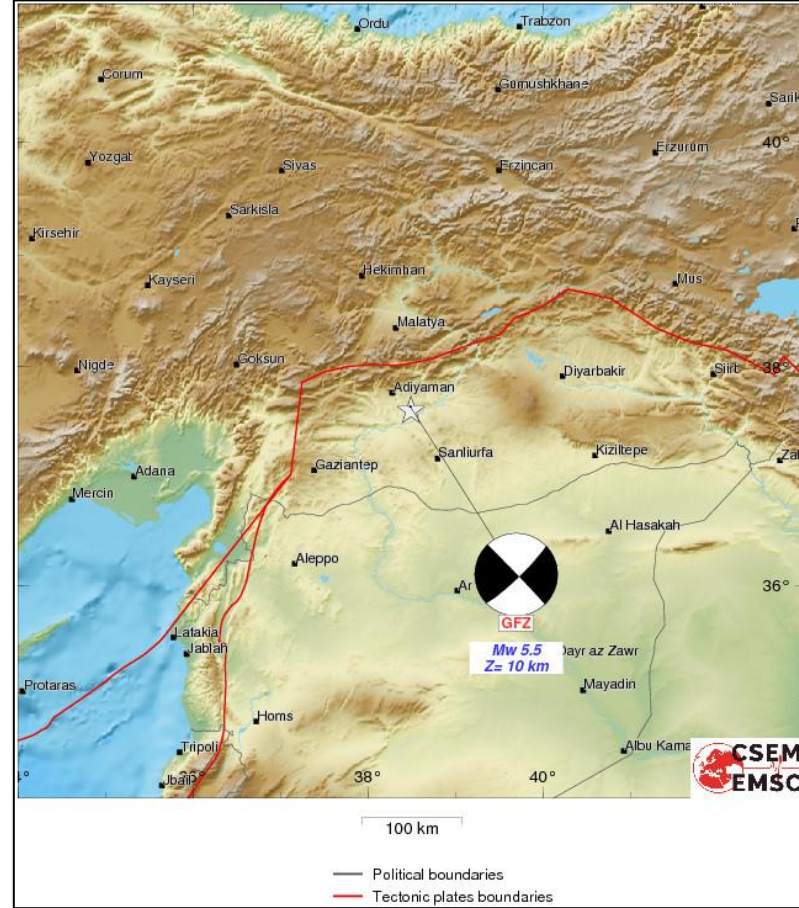 Ordu
Trabzon
Corum
Gumushkhane
Sarik
40°
Yozgat
Erzurum
Sivas
Erzincan
Sarkisla
Kirsehir
Hekimhan
Mus
Kayseri
Malatya
Goksun
Nigde
38°
Diyarbakir
Siirt
Adiyaman
Sanliurfa
Kiziltepe
Gaziantep
Adana
Mercin
Al Hasakah
Aleppo
Ar
36°
GFZ
Latakia
Mw 5.5
Jablah
Z= 10 km
Dayr az Zawr
Protaras
Mayadin
Homs
Tripoli
Albu Kama
CSEM
EMSC
38°
40°
Jbail
100 km
Political boundaries
Tectonic plates boundaries